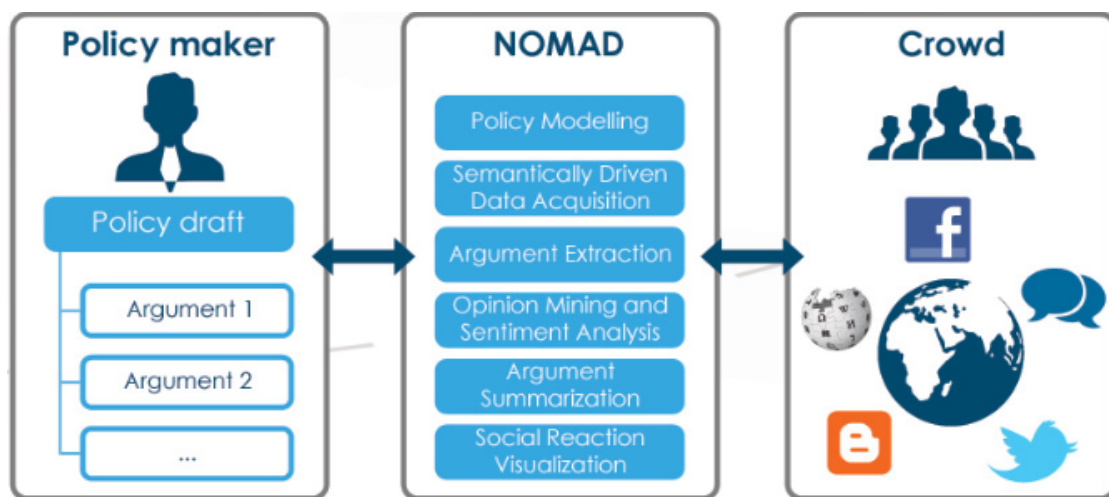 Policy maker
Policy draft
Argument 1
Argument 2
...
NOMAD
Policy Modelling
Semantically Driven
Data Acquisition
Argument Extraction
Opinion Mining and
Sentiment Analysis
Argument
Summarization
Social Reaction
Visualization
Crowd
f